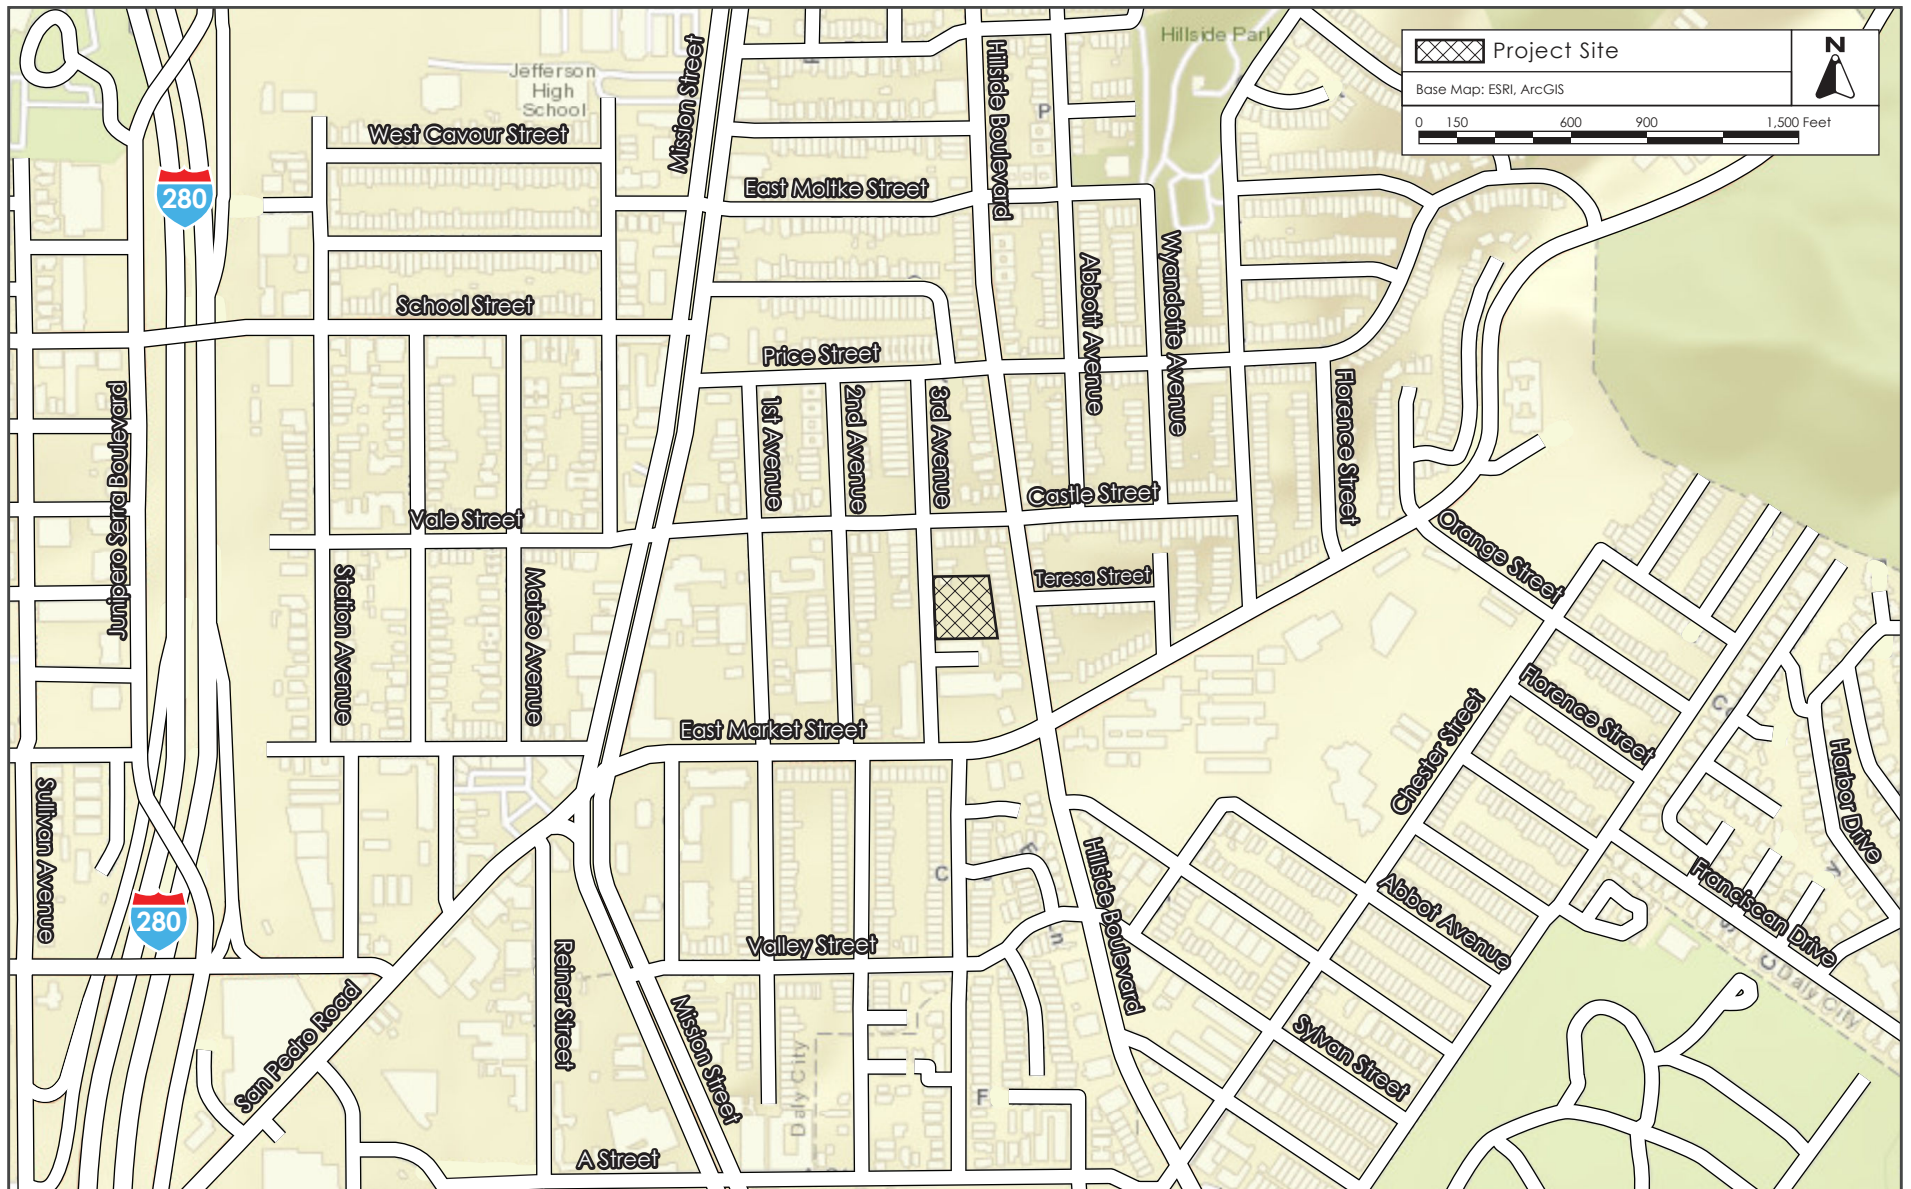 Hillside Park
Project Site
N
Base Map: ESRI, ArcGIS
0 150 600 900 1,500 Feet
Jefferson
High
School
Mission Street
Hillside Boulevard
P
West Cavour Street
280
East Moltke Street
Abbott Avenue
Wyandotte Avenue
School Street
Price Street
Junipero Serra Boulevard
1st Avenue
2nd Avenue
3rd Avenue
Florence Street
Castle Street
Vale Street
Orange Street
Station Avenue
Mateo Avenue
Teresa Street
East Market Street
Chester Street
Florence Street
Harbor Drive
Sullivan Avenue
C
Hillside Boulevard
Abbot Avenue
Franciscan Drive
280
Valley Street
Ln
Reiner Street
San Pedro Road
Mission Street
Daly City
Daly City
Sylvan Street
F
A Street